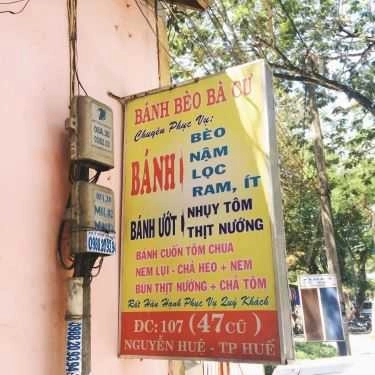 BÁNH BÈO BÀ CƯ
Chuyên Phục Vụ:
BÁNH
BÈO
NẬM
LỌC
RAM, ÍT
BÁNH ƯỚT
NHỤY TÔM
THỊT NƯỚNG
BÁNH CUỐN TÔM CHUA
NEM LỤI - CHẢ HEO + NEM
BÚN THỊT NƯỚNG + CHẢ TÔM
Rất Hân Hạnh Phục Vụ Quý Khách
ĐC: 107 (47 CŨ)
NGUYỄN HUỆ - TP HUẾ